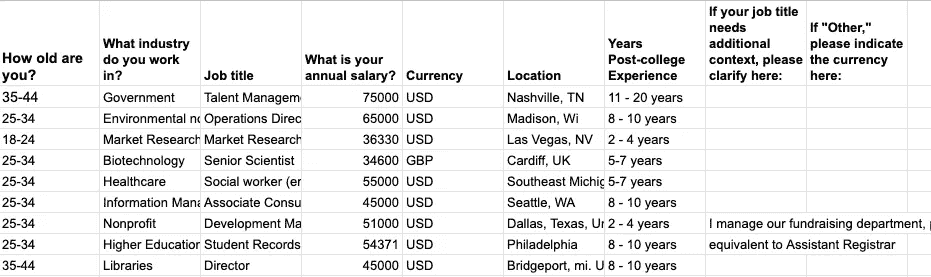 How old are you? What industry do you work in? Job title What is your annual salary? Currency Location Years Post-college Experience If your job title needs additional context, please clarify here: If "Other," please indicate the currency here:
35-44 Government Talent Managem 75000 USD Nashville, TN 11 - 20 years
25-34 Environmental Operations Direc 65000 USD Madison, Wi 8 - 10 years
18-24 Market Research Market Research 36330 USD Las Vegas, NV 2 - 4 years
25-34 Biotechnology Senior Scientist 34600 GBP Cardiff, UK 5-7 years
25-34 Healthcare Social worker (er 55000 USD Southeast Michig 5-7 years
25-34 Information Mana Associate Consu 45000 USD Seattle, WA 8 - 10 years
25-34 Nonprofit Development Ma 51000 USD Dallas, Texas, Un 2 - 4 years I manage our fundraising department,
25-34 Higher Education Student Records 54371 USD Philadelphia 8 - 10 years equivalent to Assistant Registrar
35-44 Libraries Director 45000 USD Bridgeport, mi. U 8 - 10 years